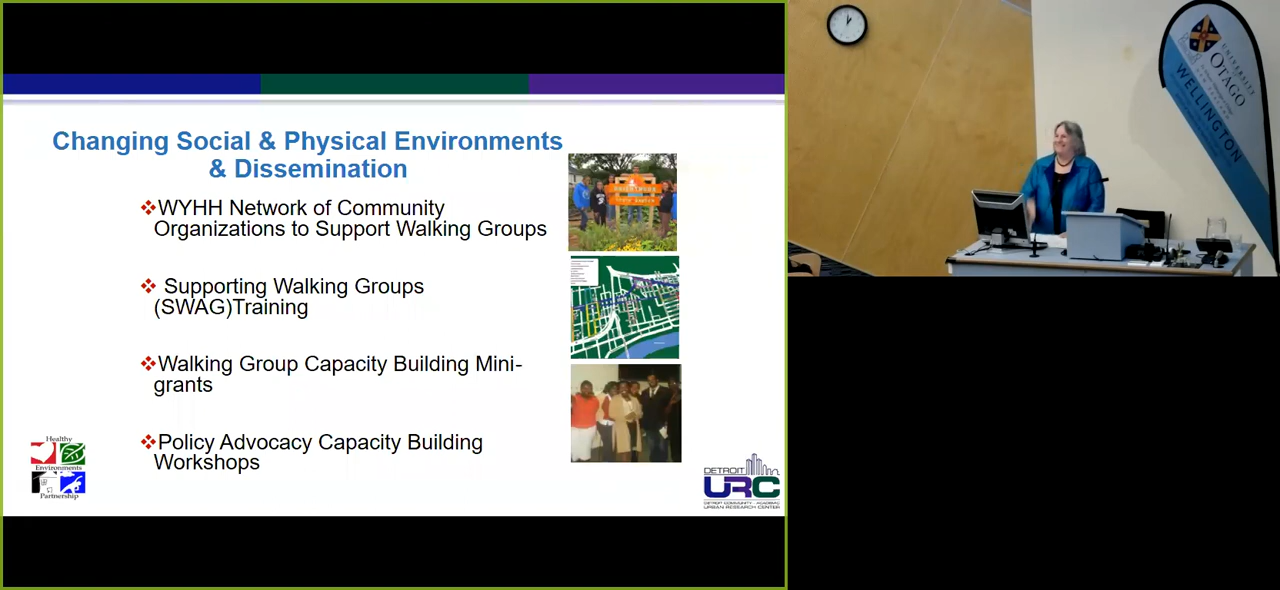 Changing Social & Physical Environments
& Dissemination
❖WYHH Network of Community
Organizations to Support Walking Groups
❖ Supporting Walking Groups
(SWAG)Training
❖Walking Group Capacity Building Mini-
grants
❖Policy Advocacy Capacity Building
Workshops
Healthy
Environments
Partnership
DETROIT
URC
DETROIT COMMUNITY - ACADEMIC
URBAN RESEARCH CENTER
UNIVERSITY
OTAGO
WELLINGTON